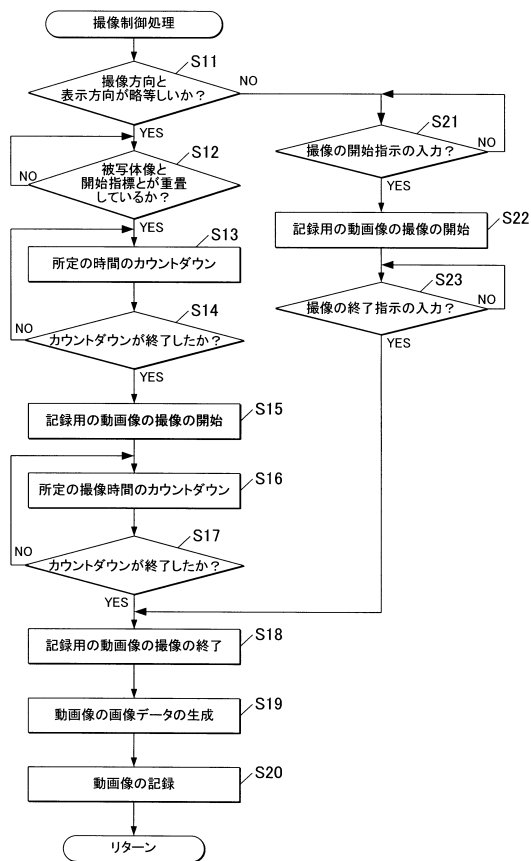 撮像制御処理
S11
撮像方向と
表示方向が略等しいか？
NO
YES
S12
被写体像と
開始指標とが重畳
しているか？
NO
YES
S13
所定の時間のカウントダウン
S14
カウントダウンが終了したか？
NO
YES
S15
記録用の動画像の撮像の開始
S16
所定の撮像時間のカウントダウン
S17
カウントダウンが終了したか？
NO
YES
S21
撮像の開始指示の入力？
NO
YES
S22
記録用の動画像の撮像の開始
S23
撮像の終了指示の入力？
NO
YES
S18
記録用の動画像の撮像の終了
S19
動画像の画像データの生成
S20
動画像の記録
リターン